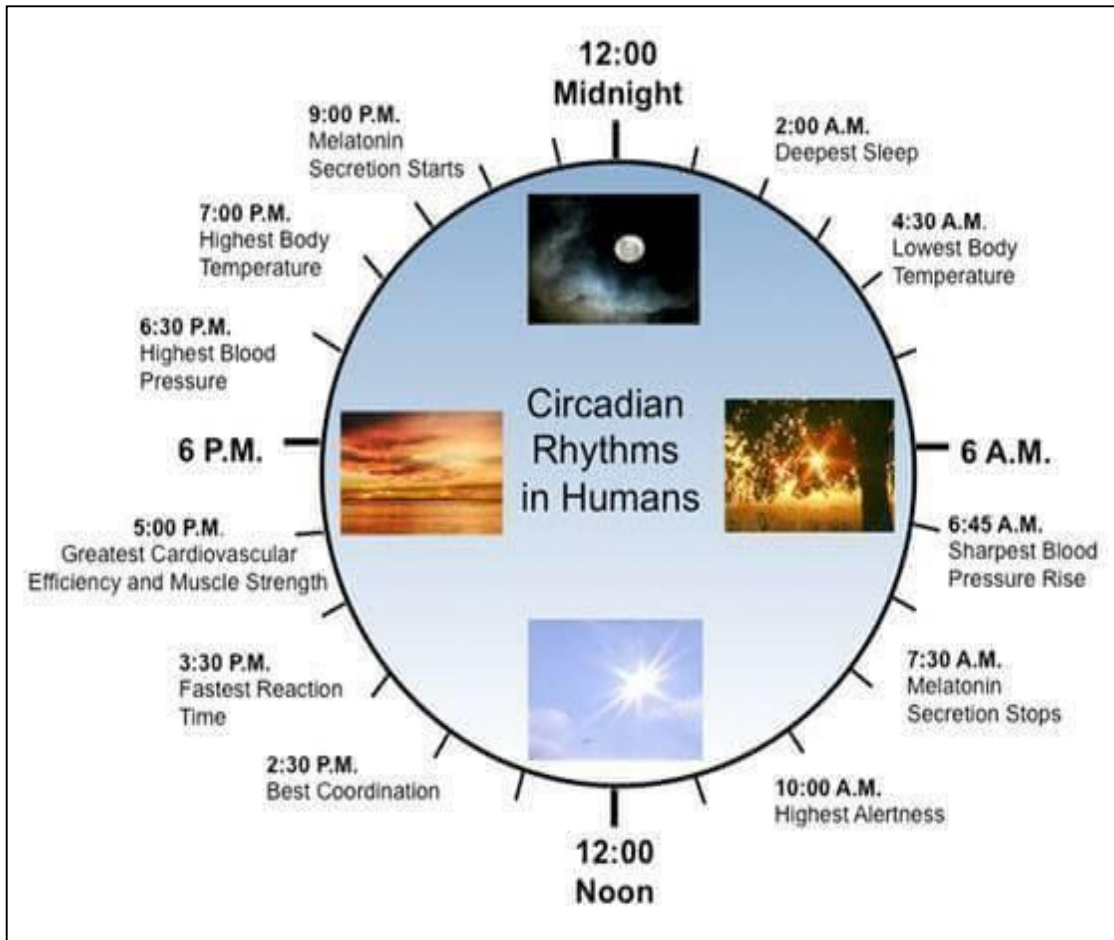 12:00
Midnight
2:00 A.M.
Deepest Sleep
4:30 A.M.
Lowest Body
Temperature
6 A.M.
6:45 A.M.
Sharpest Blood
Pressure Rise
7:30 A.M.
Melatonin
Secretion Stops
10:00 A.M.
Highest Alertness
12:00
Noon
2:30 P.M.
Best Coordination
3:30 P.M.
Fastest Reaction
Time
5:00 P.M.
Greatest Cardiovascular
Efficiency and Muscle Strength
6 P.M.
6:30 P.M.
Highest Blood
Pressure
7:00 P.M.
Highest Body
Temperature
9:00 P.M.
Melatonin
Secretion Starts
Circadian
Rhythms
in Humans